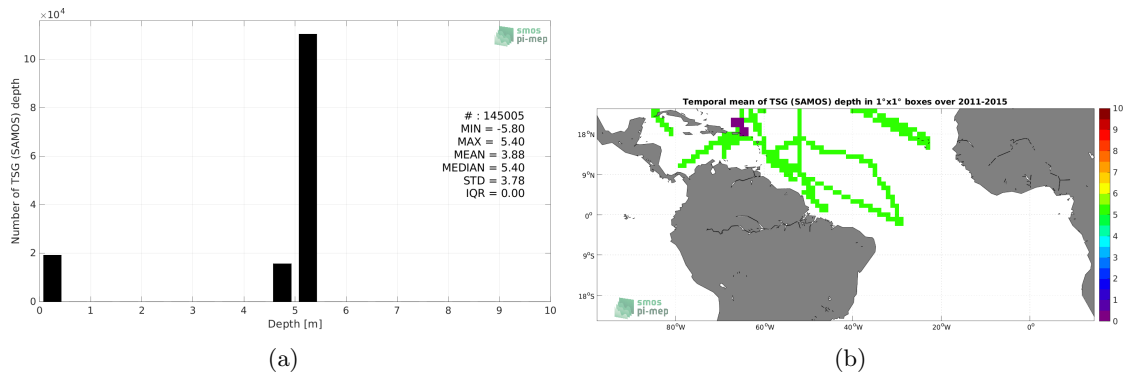 ×10⁴
smos
pi-mep
10
8
6
4
2
0
Number of TSG (SAMOS) depth
# : 145005
MIN = -5.80
MAX = 5.40
MEAN = 3.88
MEDIAN = 5.40
STD = 3.78
IQR = 0.00
0 1 2 3 4 5 6 7 8 9 10
Depth [m]
(a)
Temporal mean of TSG (SAMOS) depth in 1°x1° boxes over 2011-2015
18°N
9°N
0°
9°S
18°S
80°W 60°W 40°W 20°W 0°
smos
pi-mep
10
9
8
7
6
5
4
3
2
1
0
(b)